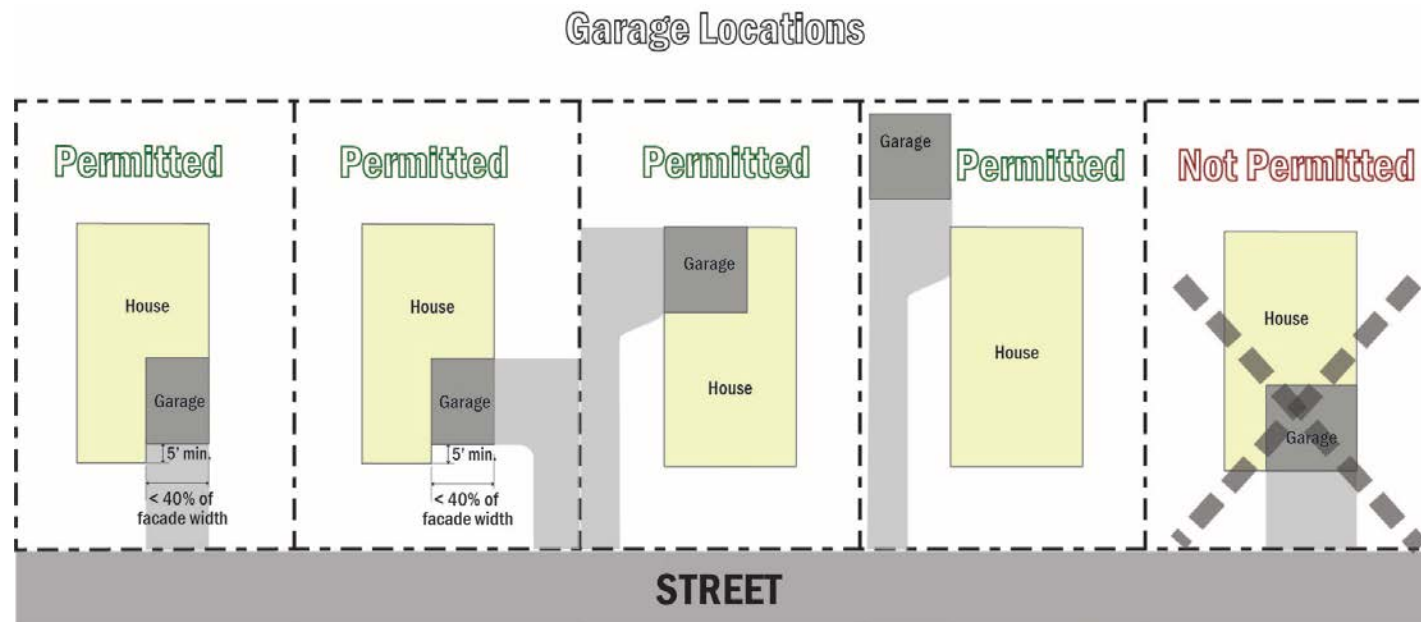 Garage Locations
Permitted
House
Garage
5' min.
< 40% of
facade width
Permitted
House
Garage
5' min.
< 40% of
facade width
Permitted
Garage
House
Garage
Permitted
House
Not Permitted
House
Garage
STREET